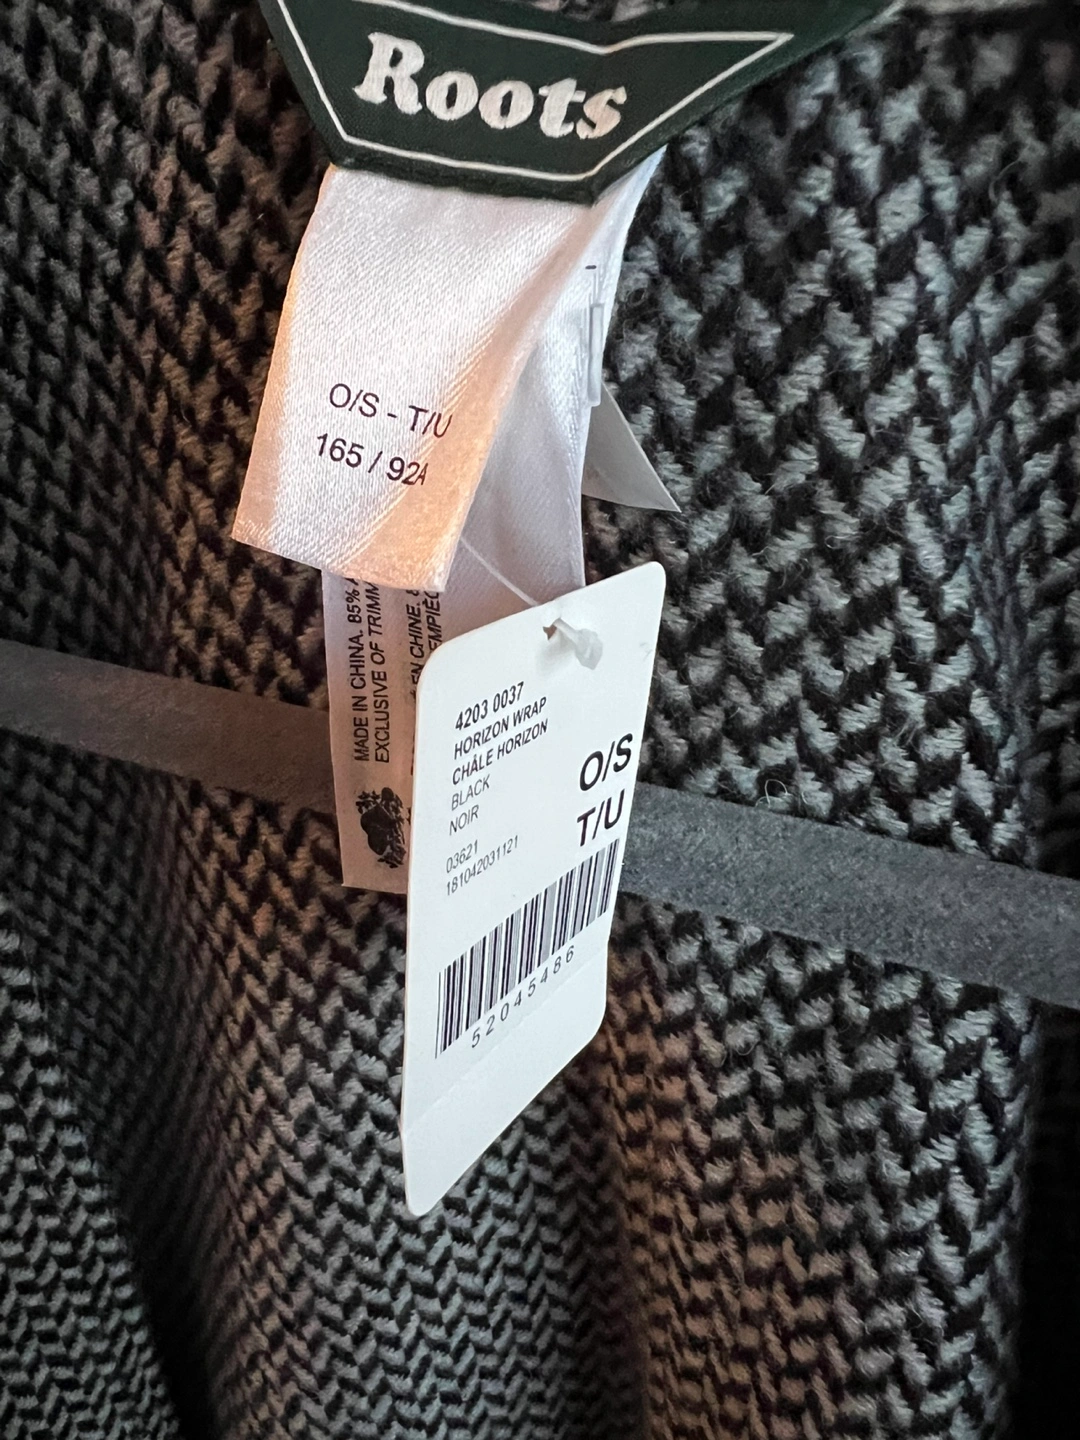 Roots
O/S - T/U
165 / 92A
MADE IN CHINA. 85%
EXCLUSIVE OF TRIMM
EN CHINE.
EMPIÈC
4203 0037
HORIZON WRAP
CHÂLE HORIZON
BLACK
NOIR
O/S
T/U
03621
181042031121
52045486